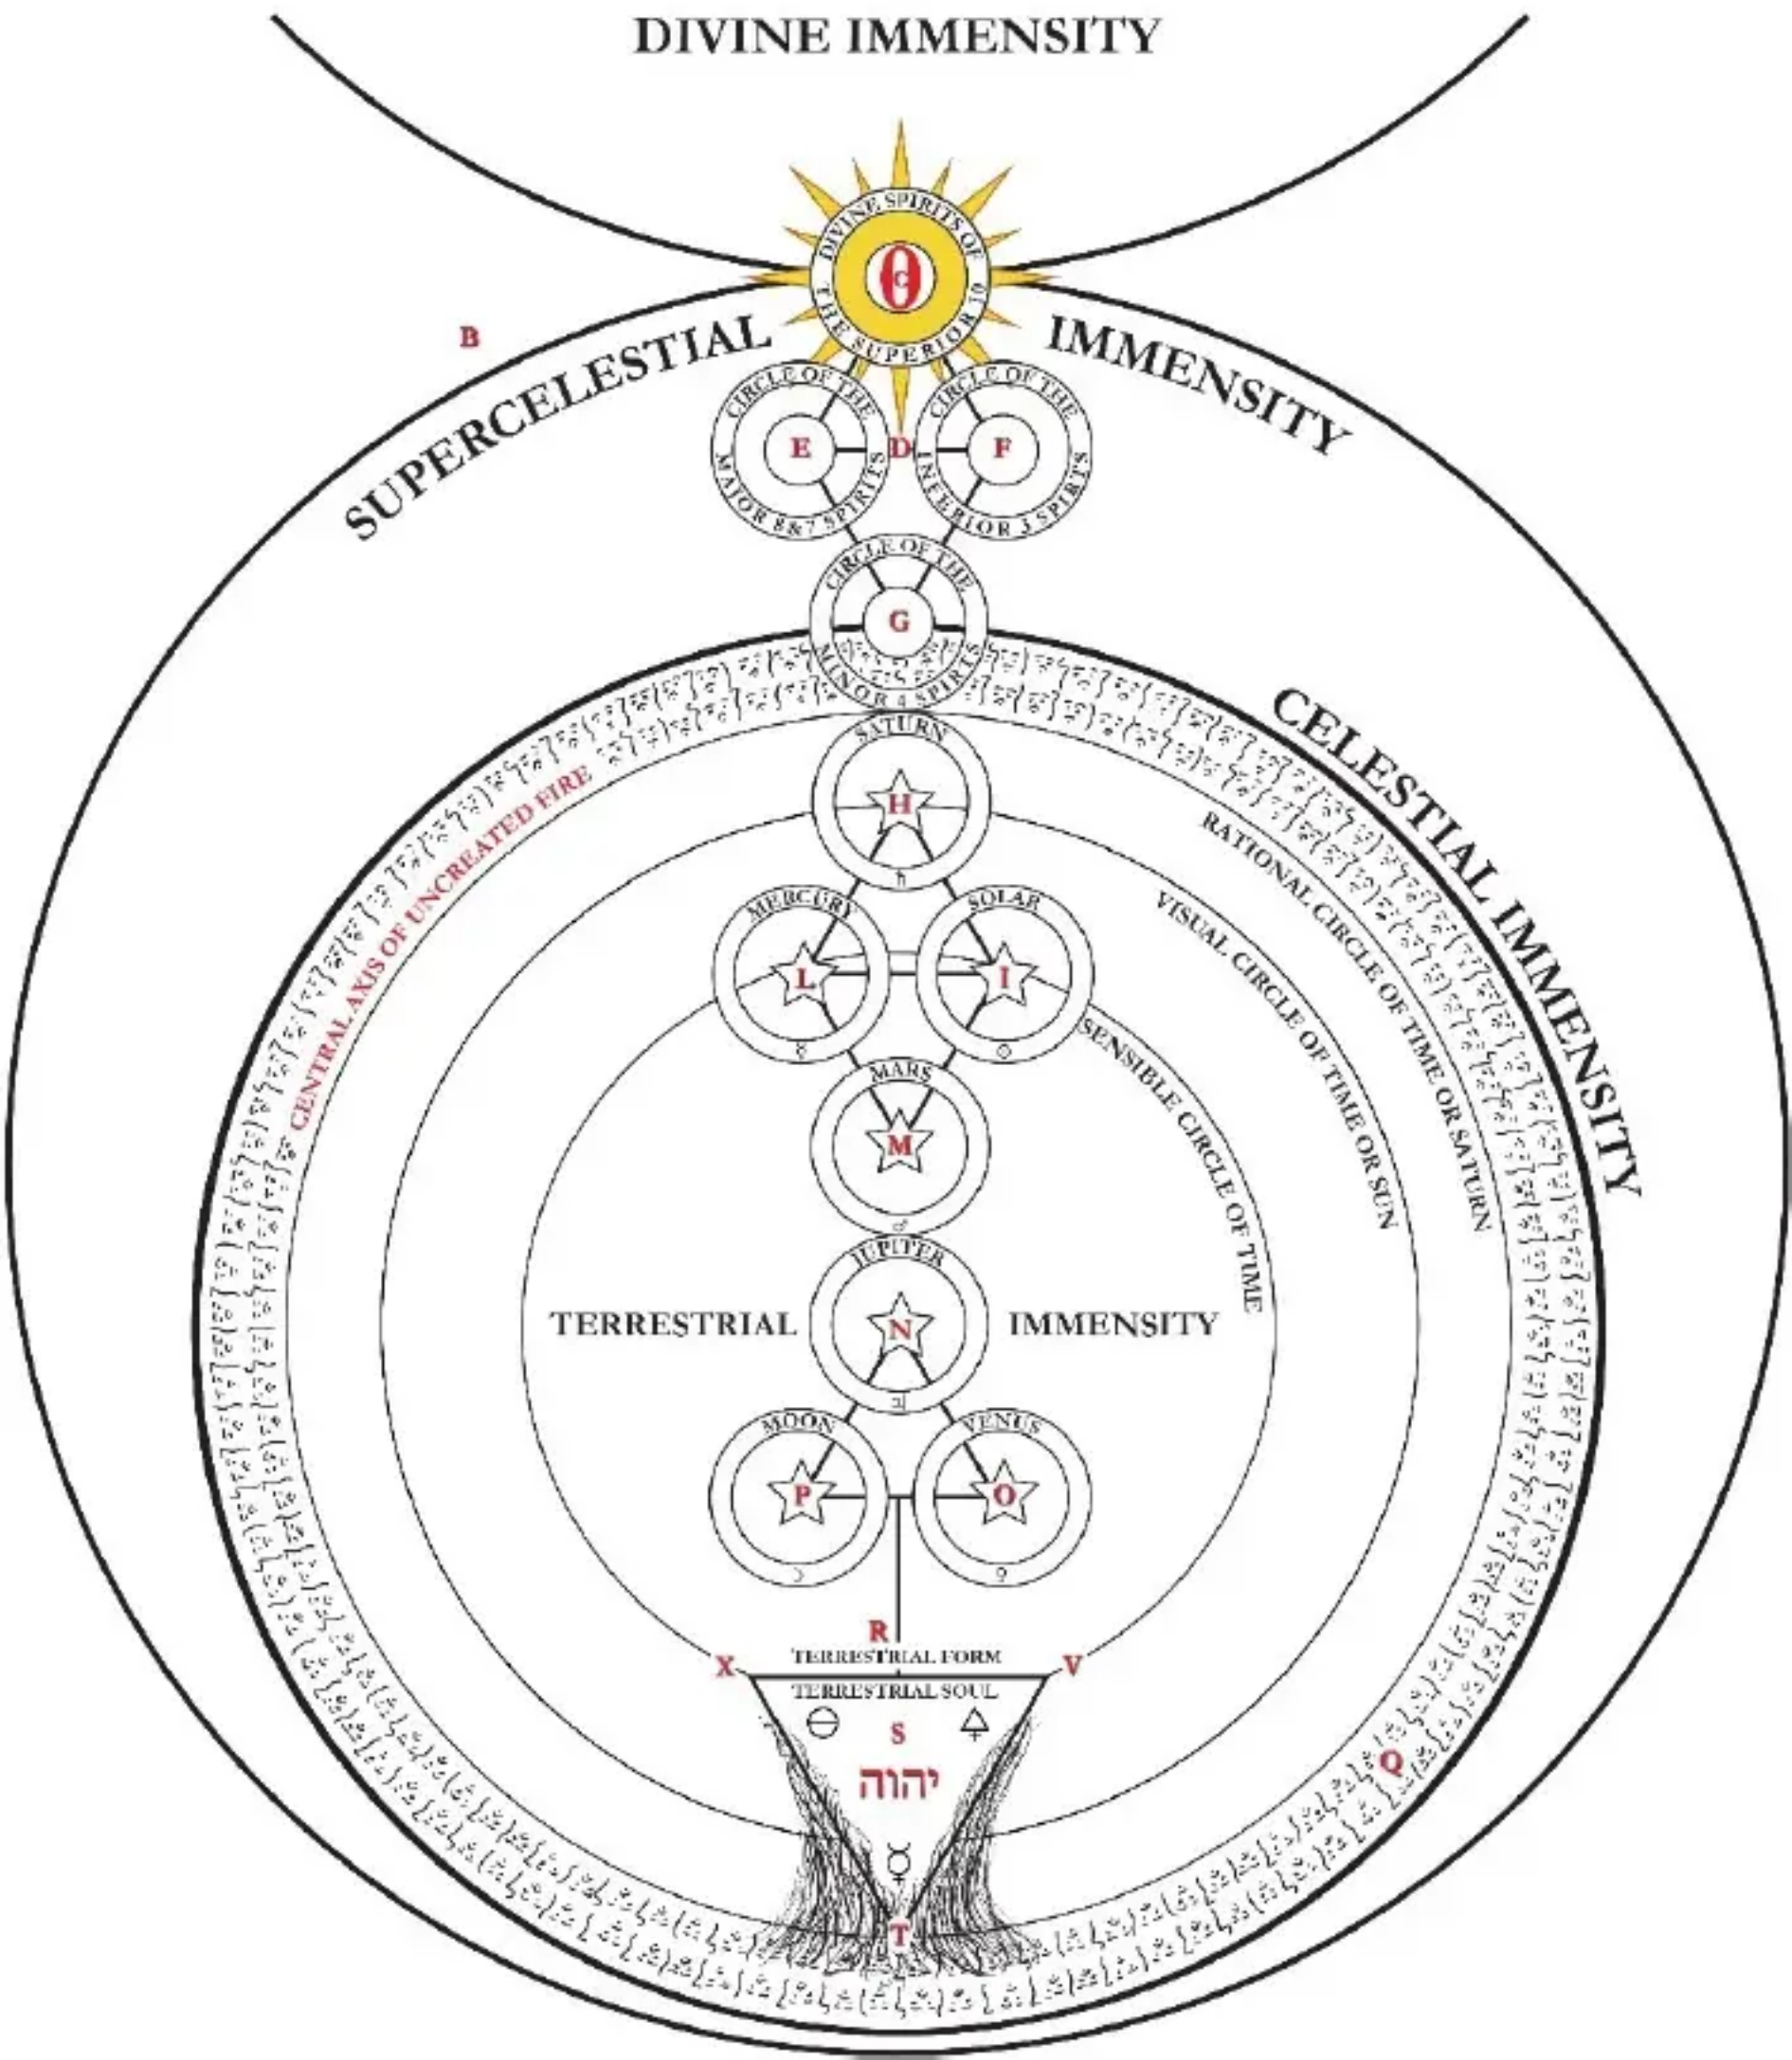 DIVINE IMMENSITY
DIVINE SPIRITS OF
THE SUPERIOR 10
0
C
B
SUPERCELESTIAL
IMMENSITY
CIRCLE OF THE
E
MAJOR 8&7 SPIRITS
D
CIRCLE OF THE
F
INFERIOR 3 SPIRTS
CIRCLE OF THE
G
MINOR 4 SPIRTS
CELESTIAL IMMENSITY
CENTRAL AXIS OF UNCREATED FIRE
RATIONAL CIRCLE OF TIME OR SATURN
VISUAL CIRCLE OF TIME OR SUN
SENSIBLE CIRCLE OF TIME
SATURN
H
♄
MERCURY
L
☿
SOLAR
I
☉
MARS
M
♂
JUPITER
TERRESTRIAL
N
IMMENSITY
♃
MOON
P
☽
VENUS
O
♀
R
TERRESTRIAL FORM
X
V
TERRESTRIAL SOUL
S
יהוה
Q
☿
T